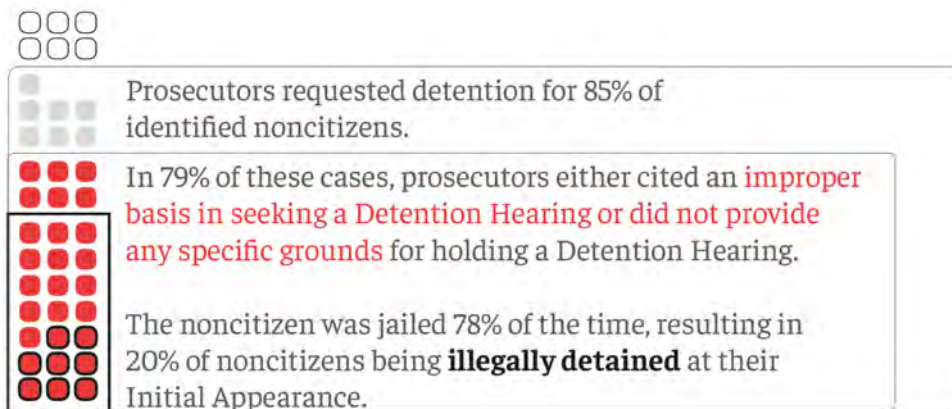 Prosecutors requested detention for 85% of
identified noncitizens.
In 79% of these cases, prosecutors either cited an improper
basis in seeking a Detention Hearing or did not provide
any specific grounds for holding a Detention Hearing.
The noncitizen was jailed 78% of the time, resulting in
20% of noncitizens being illegally detained at their
Initial Appearance.